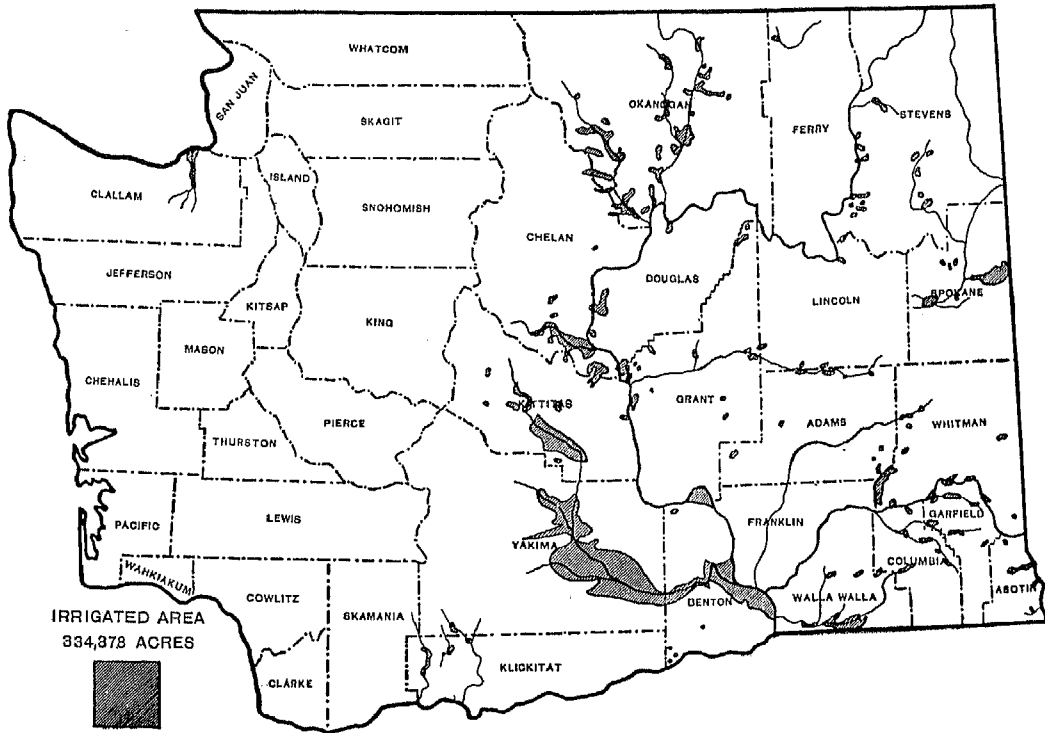 WHATCOM
SAN JUAN
SKAGIT
OKANOGAN
FERRY
STEVENS
CLALLAM
ISLAND
SNOHOMISH
CHELAN
DOUGLAS
JEFFERSON
KITSAP
KING
LINCOLN
SPOKANE
MASON
CHEHALIS
KITTITAS
GRANT
THURSTON
PIERCE
ADAMS
WHITMAN
PACIFIC
LEWIS
YAKIMA
FRANKLIN
GARFIELD
COLUMBIA
WAHKIAKUM
COWLITZ
SKAMANIA
BENTON
WALLA WALLA
ASOTIN
KLICKITAT
CLARKE
IRRIGATED AREA
334,378 ACRES